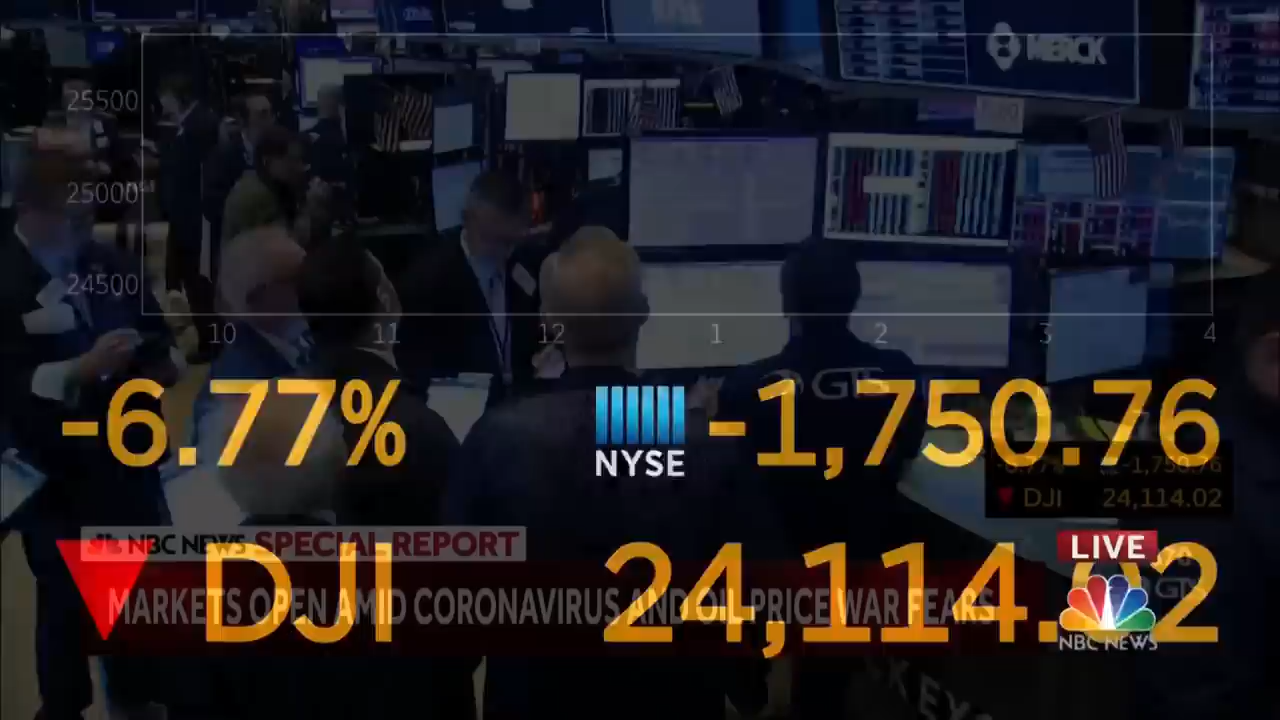 MERCK
25500
25000
24500
10 11 12 1 2 3 4
-6.77% NYSE -1,750.76
GTS
-6.77% -1,750.76
DJI 24,114.02
NBC NEWS SPECIAL REPORT
LIVE
DJI 24,114.02
MARKETS OPEN AMID CORONAVIRUS AND OIL PRICE WAR FEARS
NBC NEWS